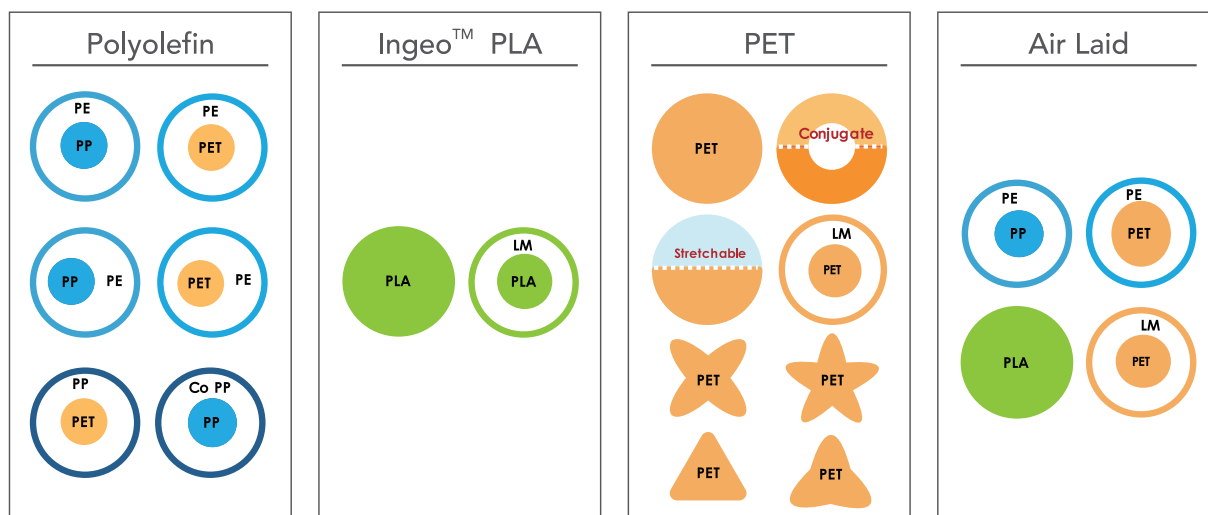 Polyolefin
PE
PP
PE
PET
PP
PE
PET
PE
PP
PET
Co PP
PP
Ingeo™ PLA
PLA
LM
PLA
PET
PET
Conjugate
Stretchable
LM
PET
PET
PET
PET
PET
Air Laid
PE
PP
PE
PET
PLA
LM
PET